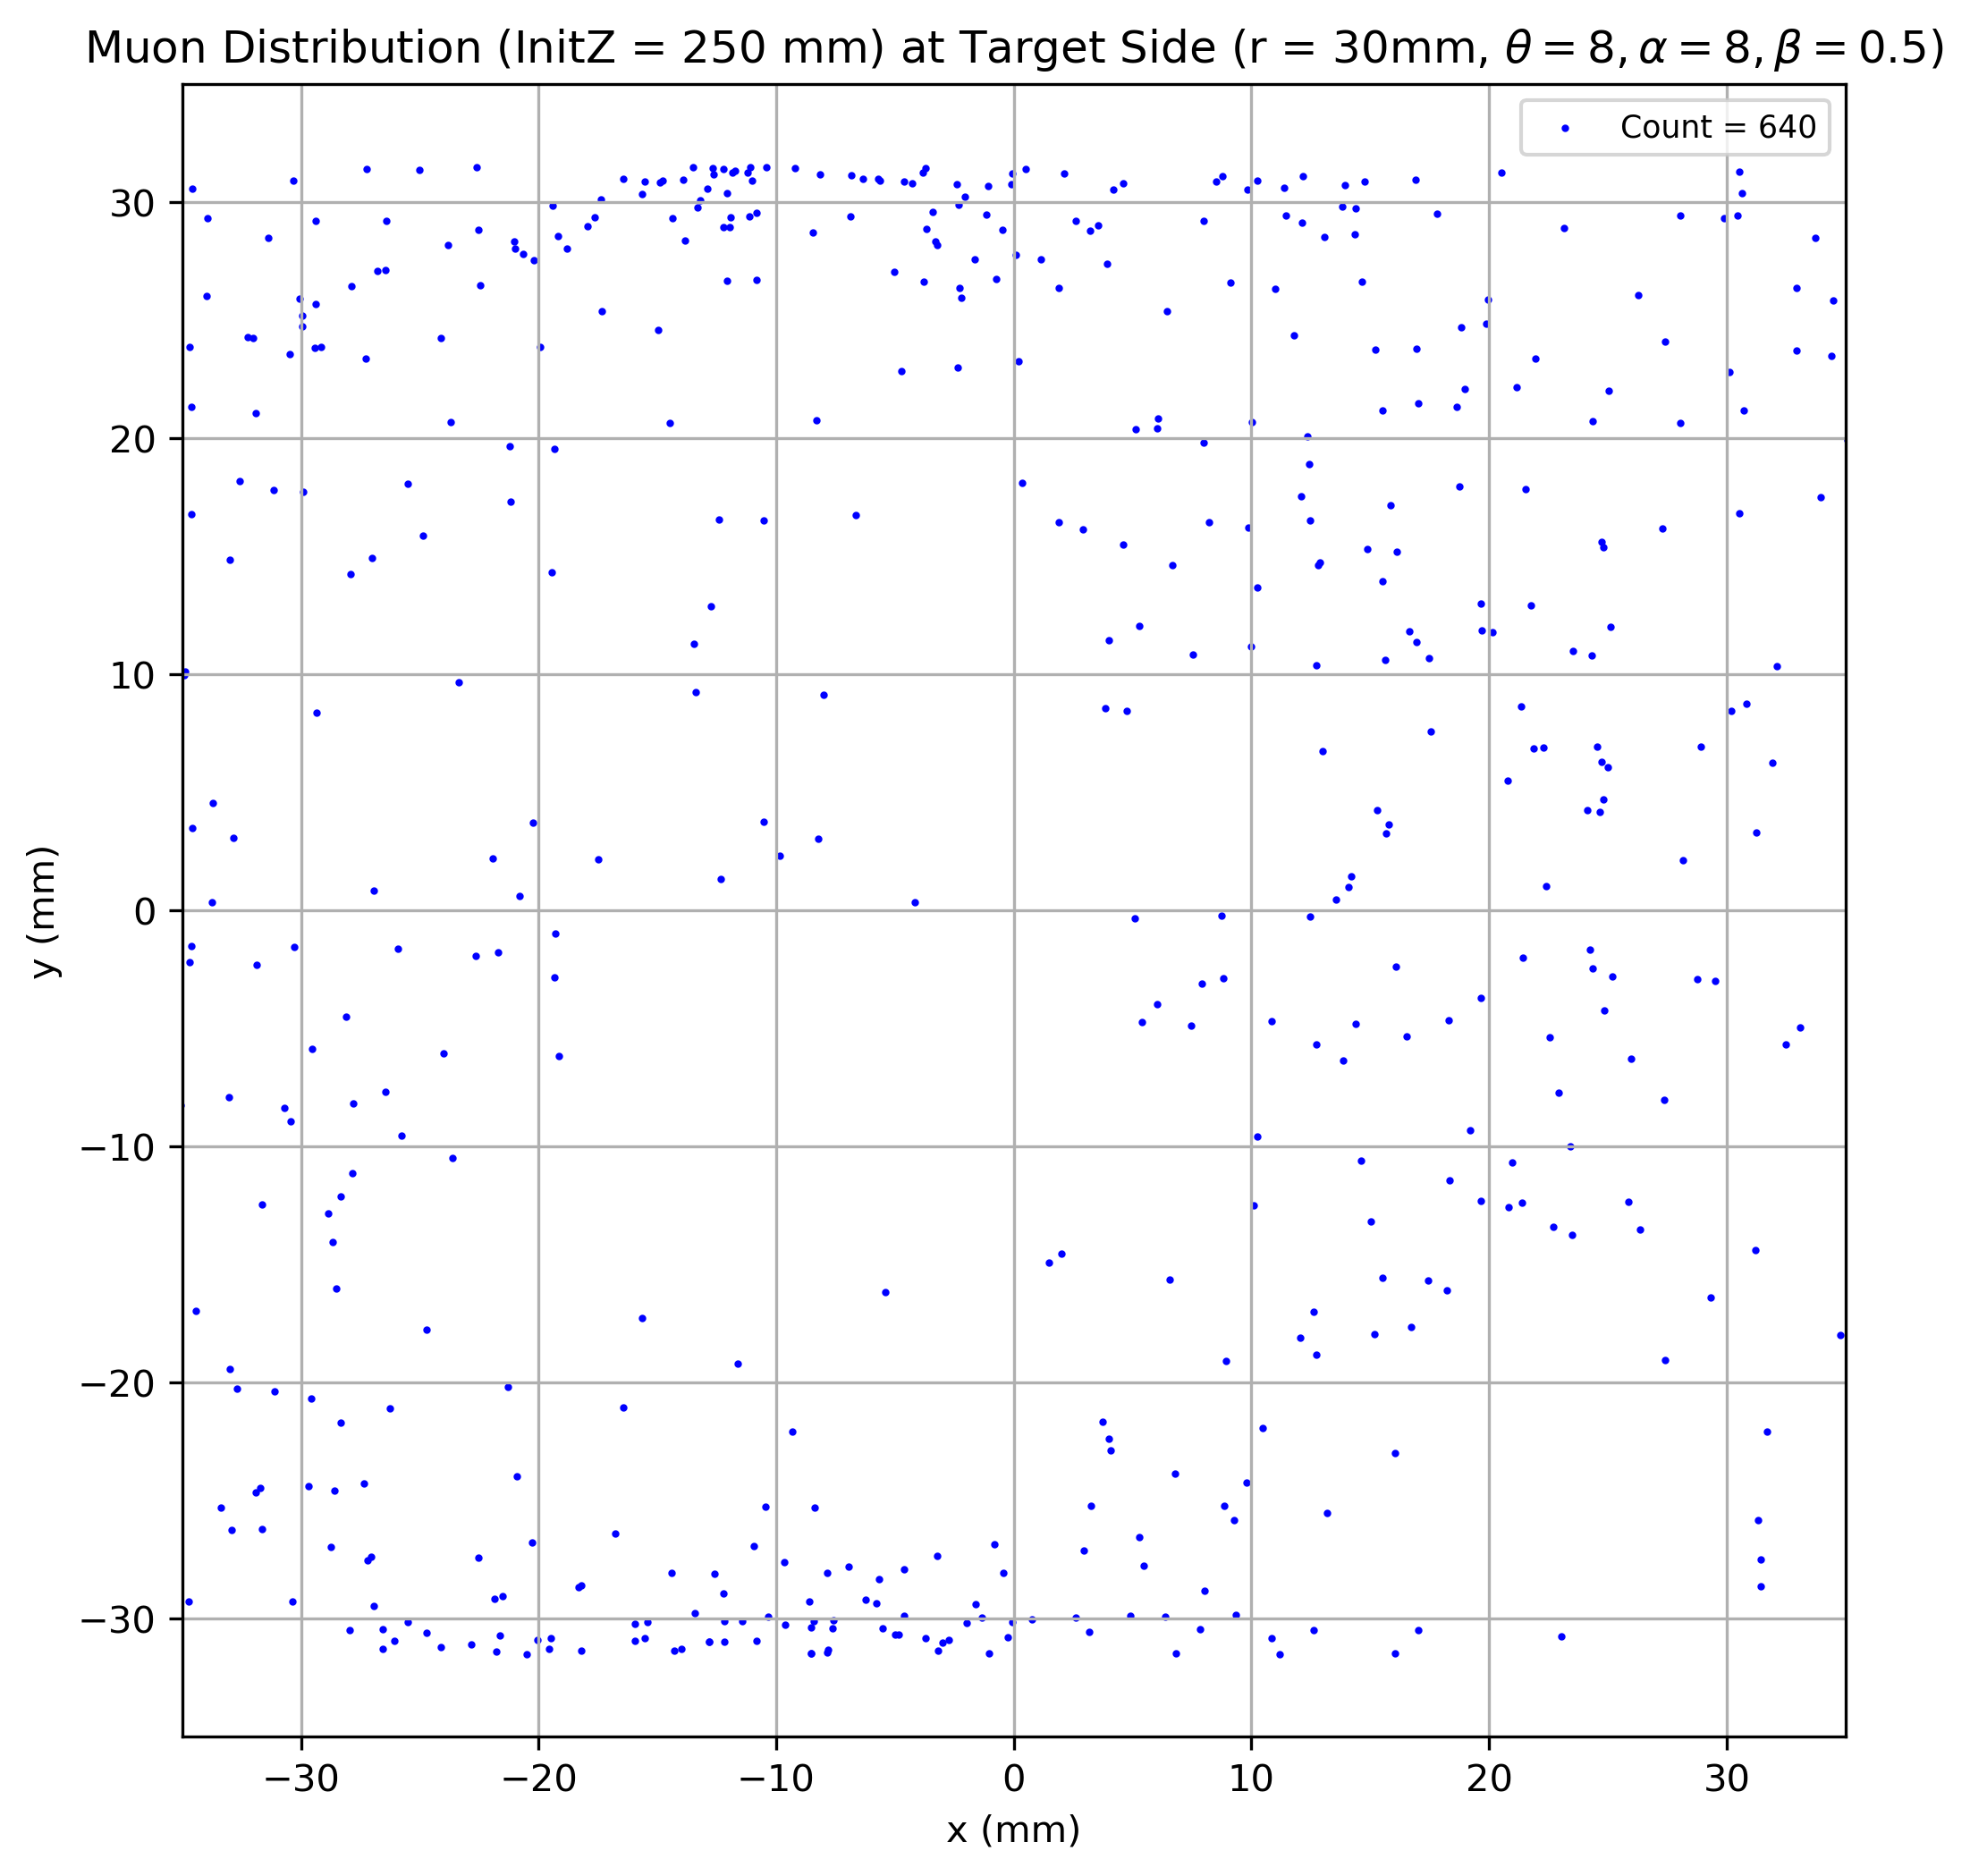 Muon Distribution (InitZ = 250 mm) at Target Side (r = 30mm, θ = 8, α = 8, β = 0.5)
Count = 640
30
20
10
0
−10
−20
−30
y (mm)
−30 −20 −10 0 10 20 30
x (mm)